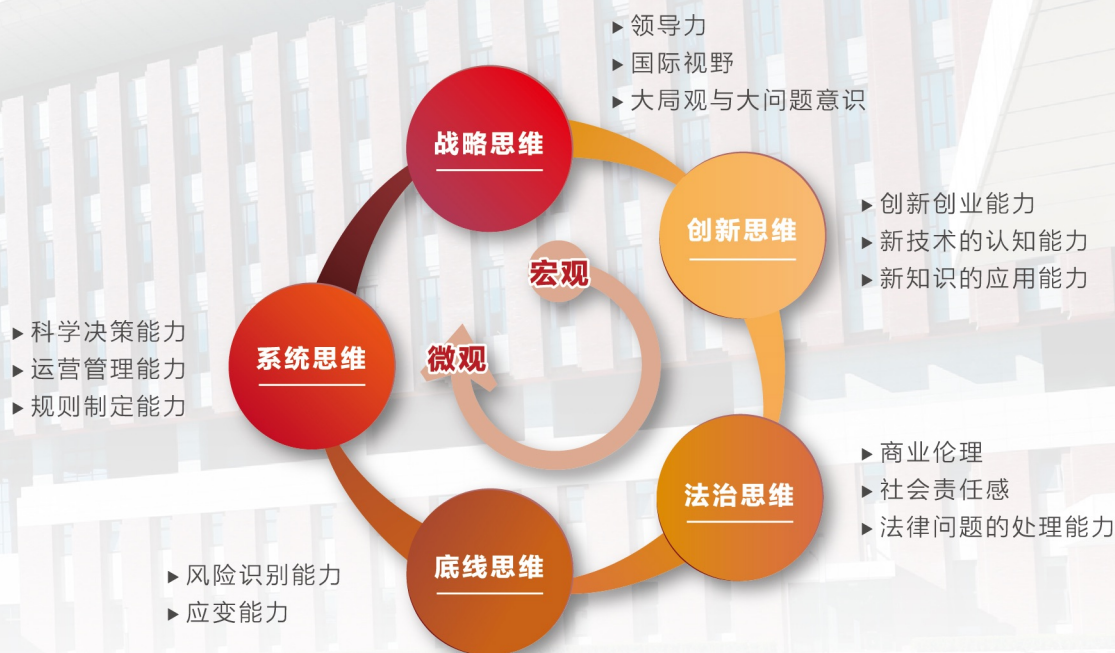 ▶领导力
▶国际视野
▶大局观与大问题意识
战略思维
创新思维
▶创新创业能力
▶新技术的认知能力
▶新知识的应用能力
宏观
微观
系统思维
▶科学决策能力
▶运营管理能力
▶规则制定能力
法治思维
▶商业伦理
▶社会责任感
▶法律问题的处理能力
底线思维
▶风险识别能力
▶应变能力